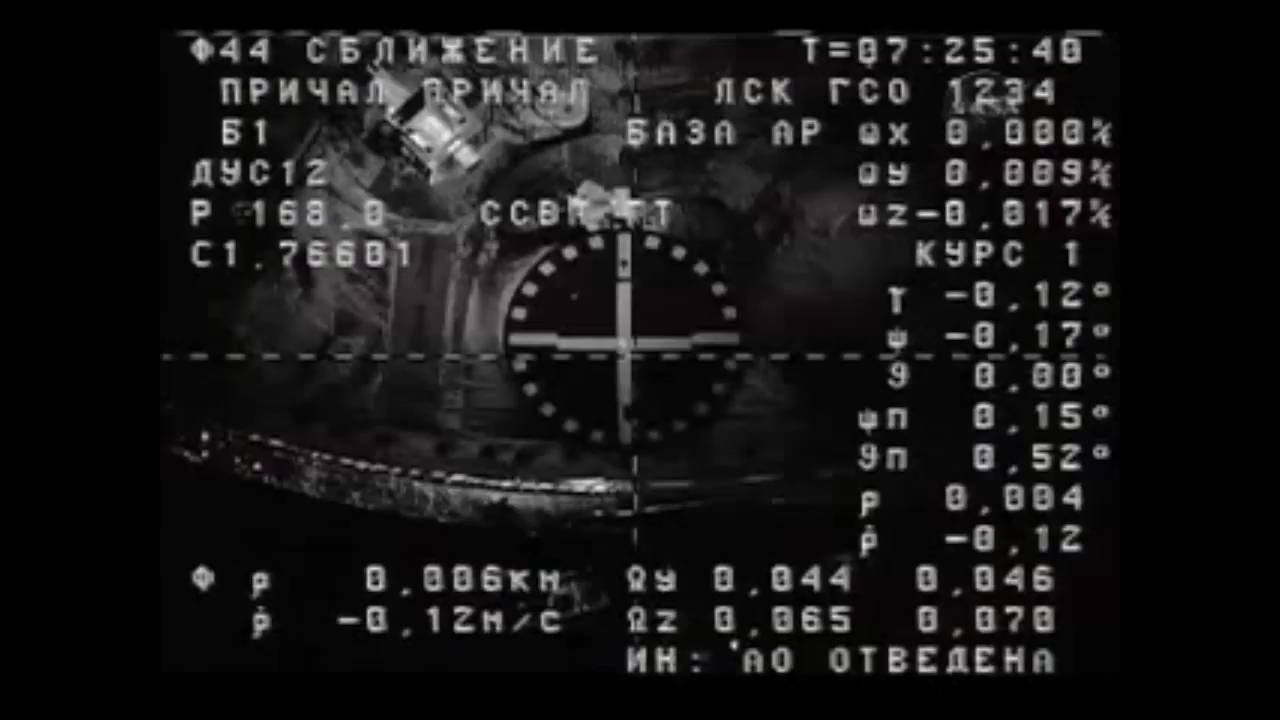 Ф44 СБЛИЖЕНИЕ T=07:25:40
ПРИЧАЛ ПРИЧАЛ ЛСК ГСО 1234
Б1 БАЗА АР ωX 0,000%
ДУС12 ωУ 0,009%
Р 168,0 ССВП ωZ-0,017%
С1,76601 КУРС 1
γ -0,12°
ψ -0,17°
ϑ 0,00°
ψп 0,15°
ϑп 0,52°
ρ 0,004
ρ̇ -0,12
Ф ρ 0,006км ΩУ 0,044 0,046
ρ̇ -0,12м/с ΩZ 0,065 0,070
ИН: АО ОТВЕДЕНА